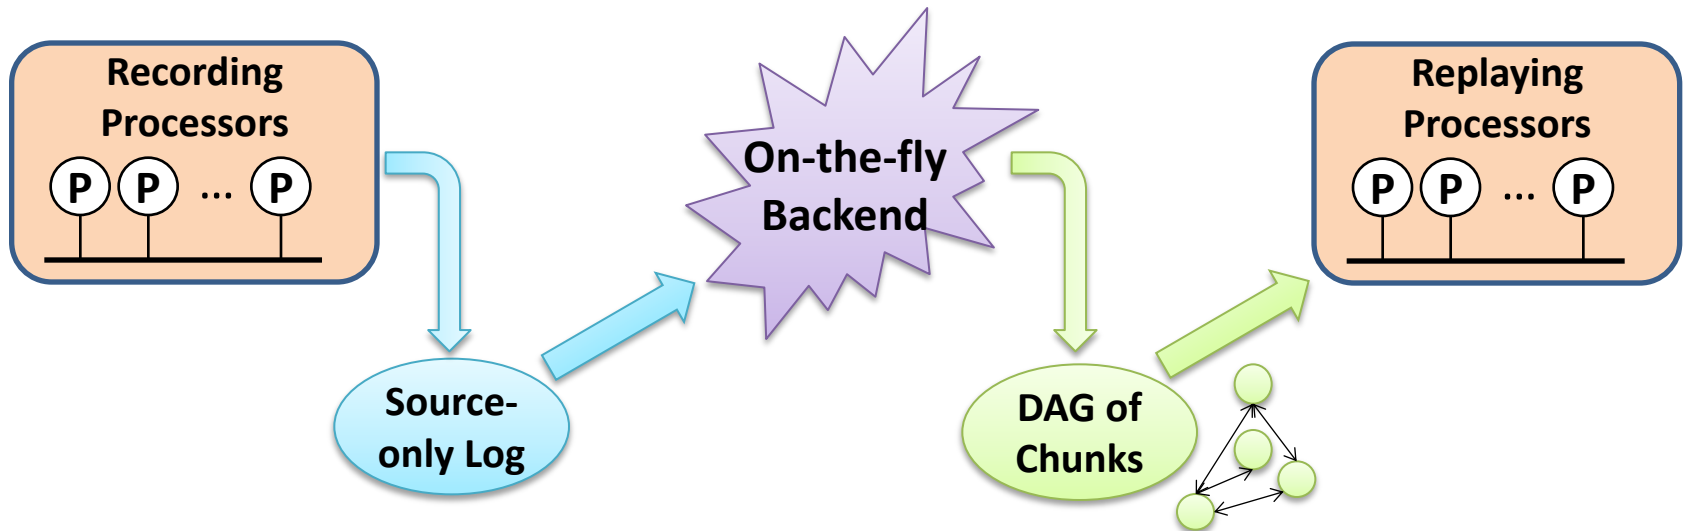 Recording
Processors
P P ... P
Source-
only Log
On-the-fly
Backend
DAG of
Chunks
Replaying
Processors
P P ... P